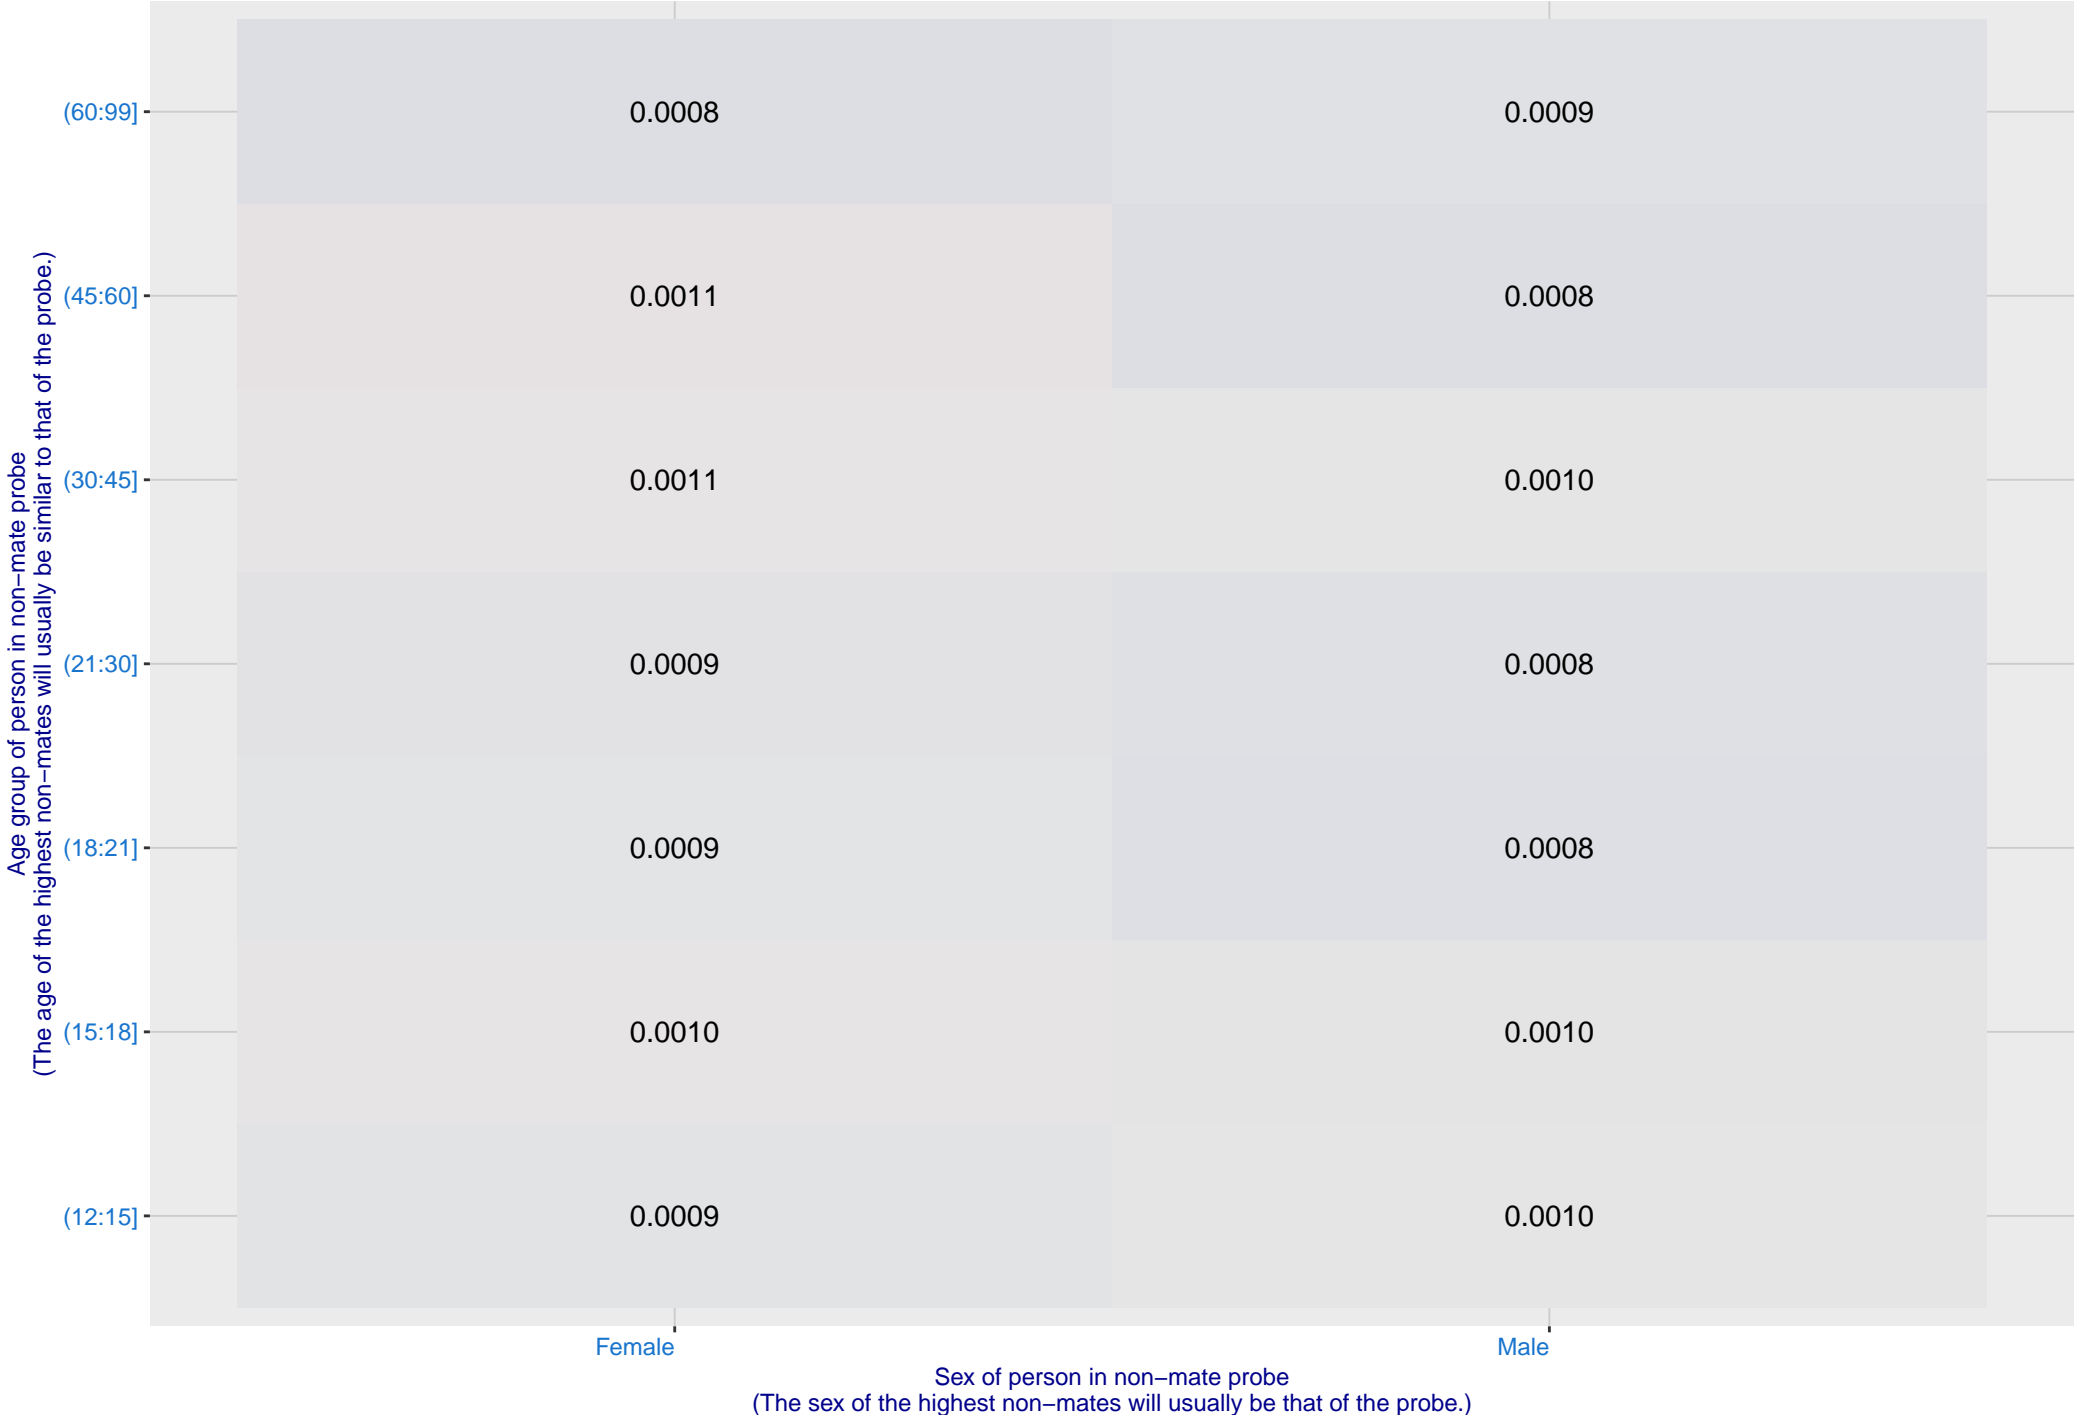 Age group of person in non−mate probe
(The age of the highest non−mates will usually be similar to that of the probe.)
(60:99] 0.0008 0.0009
(45:60] 0.0011 0.0008
(30:45] 0.0011 0.0010
(21:30] 0.0009 0.0008
(18:21] 0.0009 0.0008
(15:18] 0.0010 0.0010
(12:15] 0.0009 0.0010
Female Male
Sex of person in non−mate probe
(The sex of the highest non−mates will usually be that of the probe.)